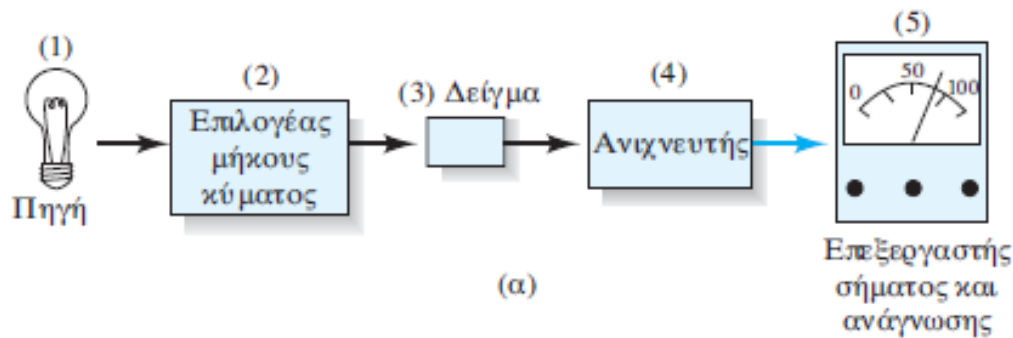 (1)
Πηγή
(2)
Επιλογέας
μήκους
κύματος
(3) Δείγμα
(4)
Ανιχνευτής
(5)
0
50
100
Επεξεργαστής
σήματος και
ανάγνωσης
(α)